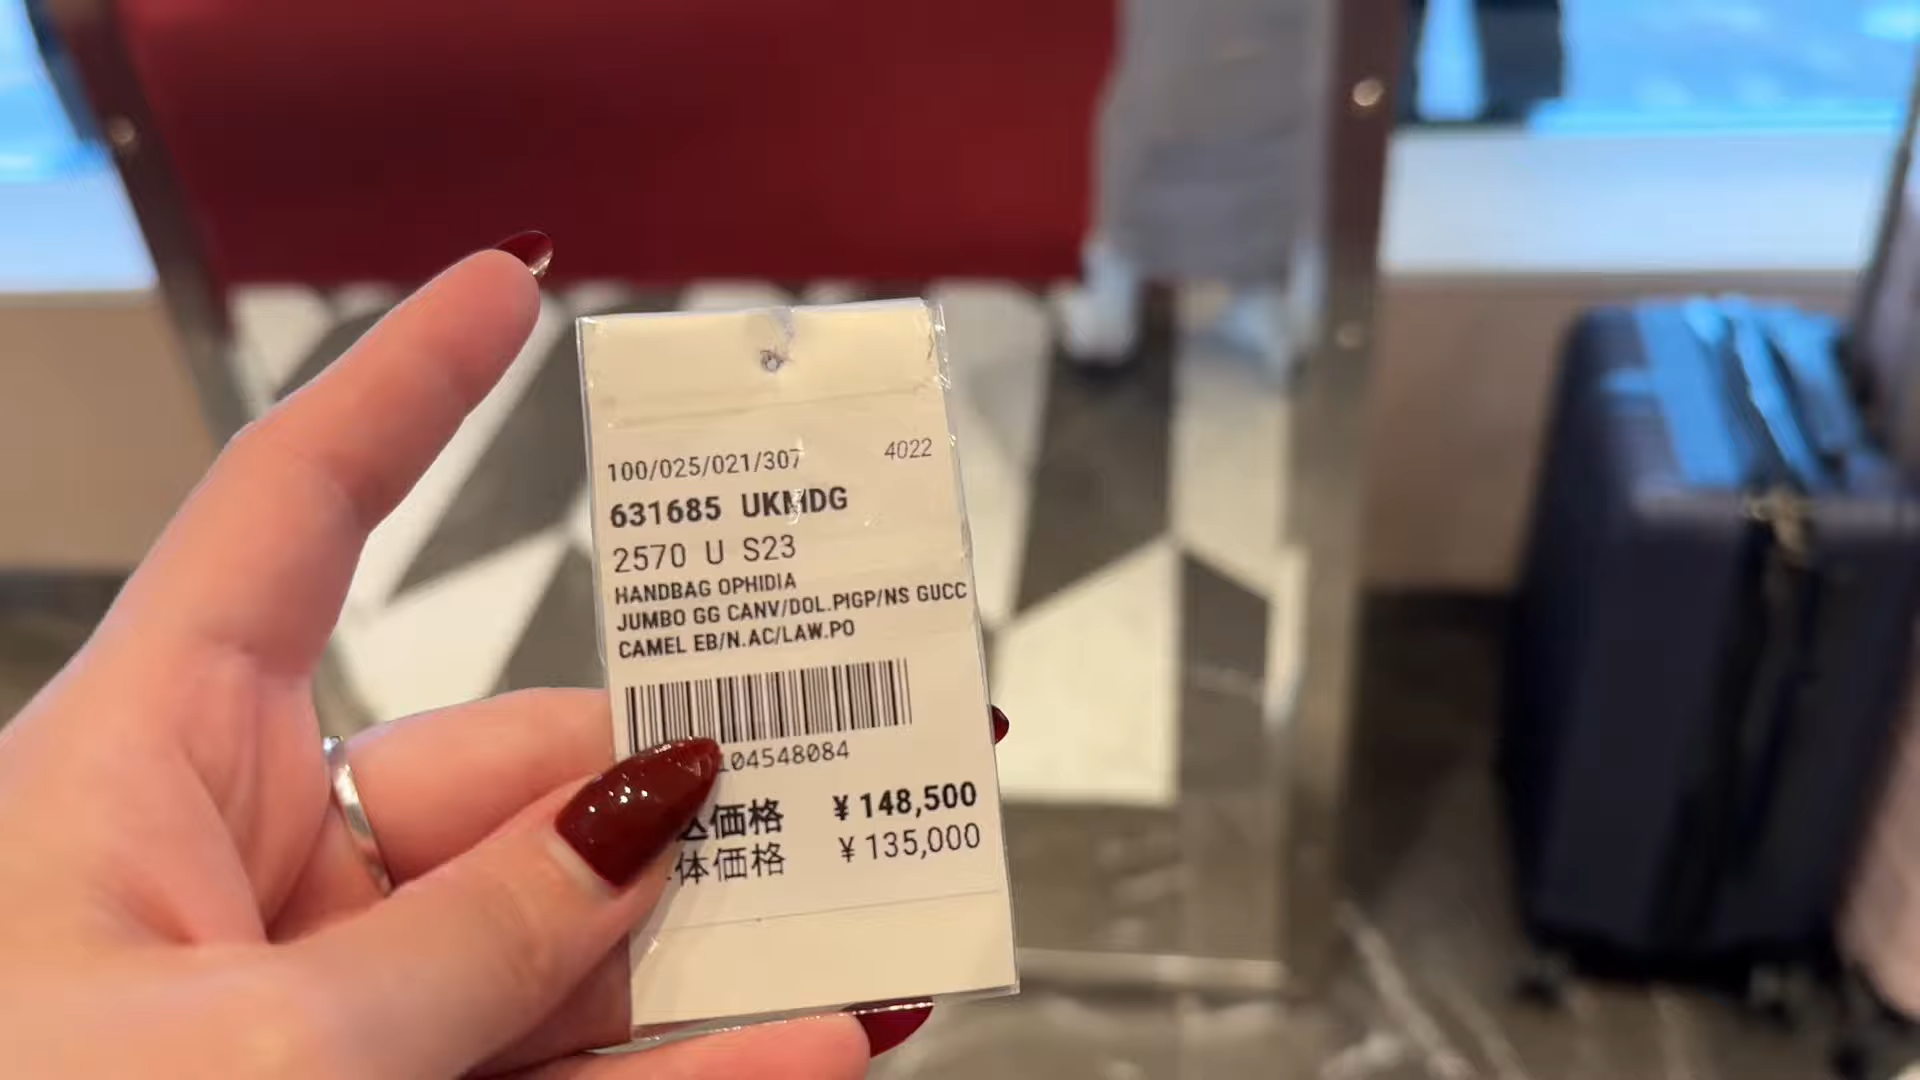 100/025/021/307 4022
631685 UKMDG
2570 U S23
HANDBAG OPHIDIA
JUMBO GG CANV/DOL.PIGP/NS GUCC
CAMEL EB/N.AC/LAW.PO
104548084
込価格 ¥148,500
体価格 ¥135,000